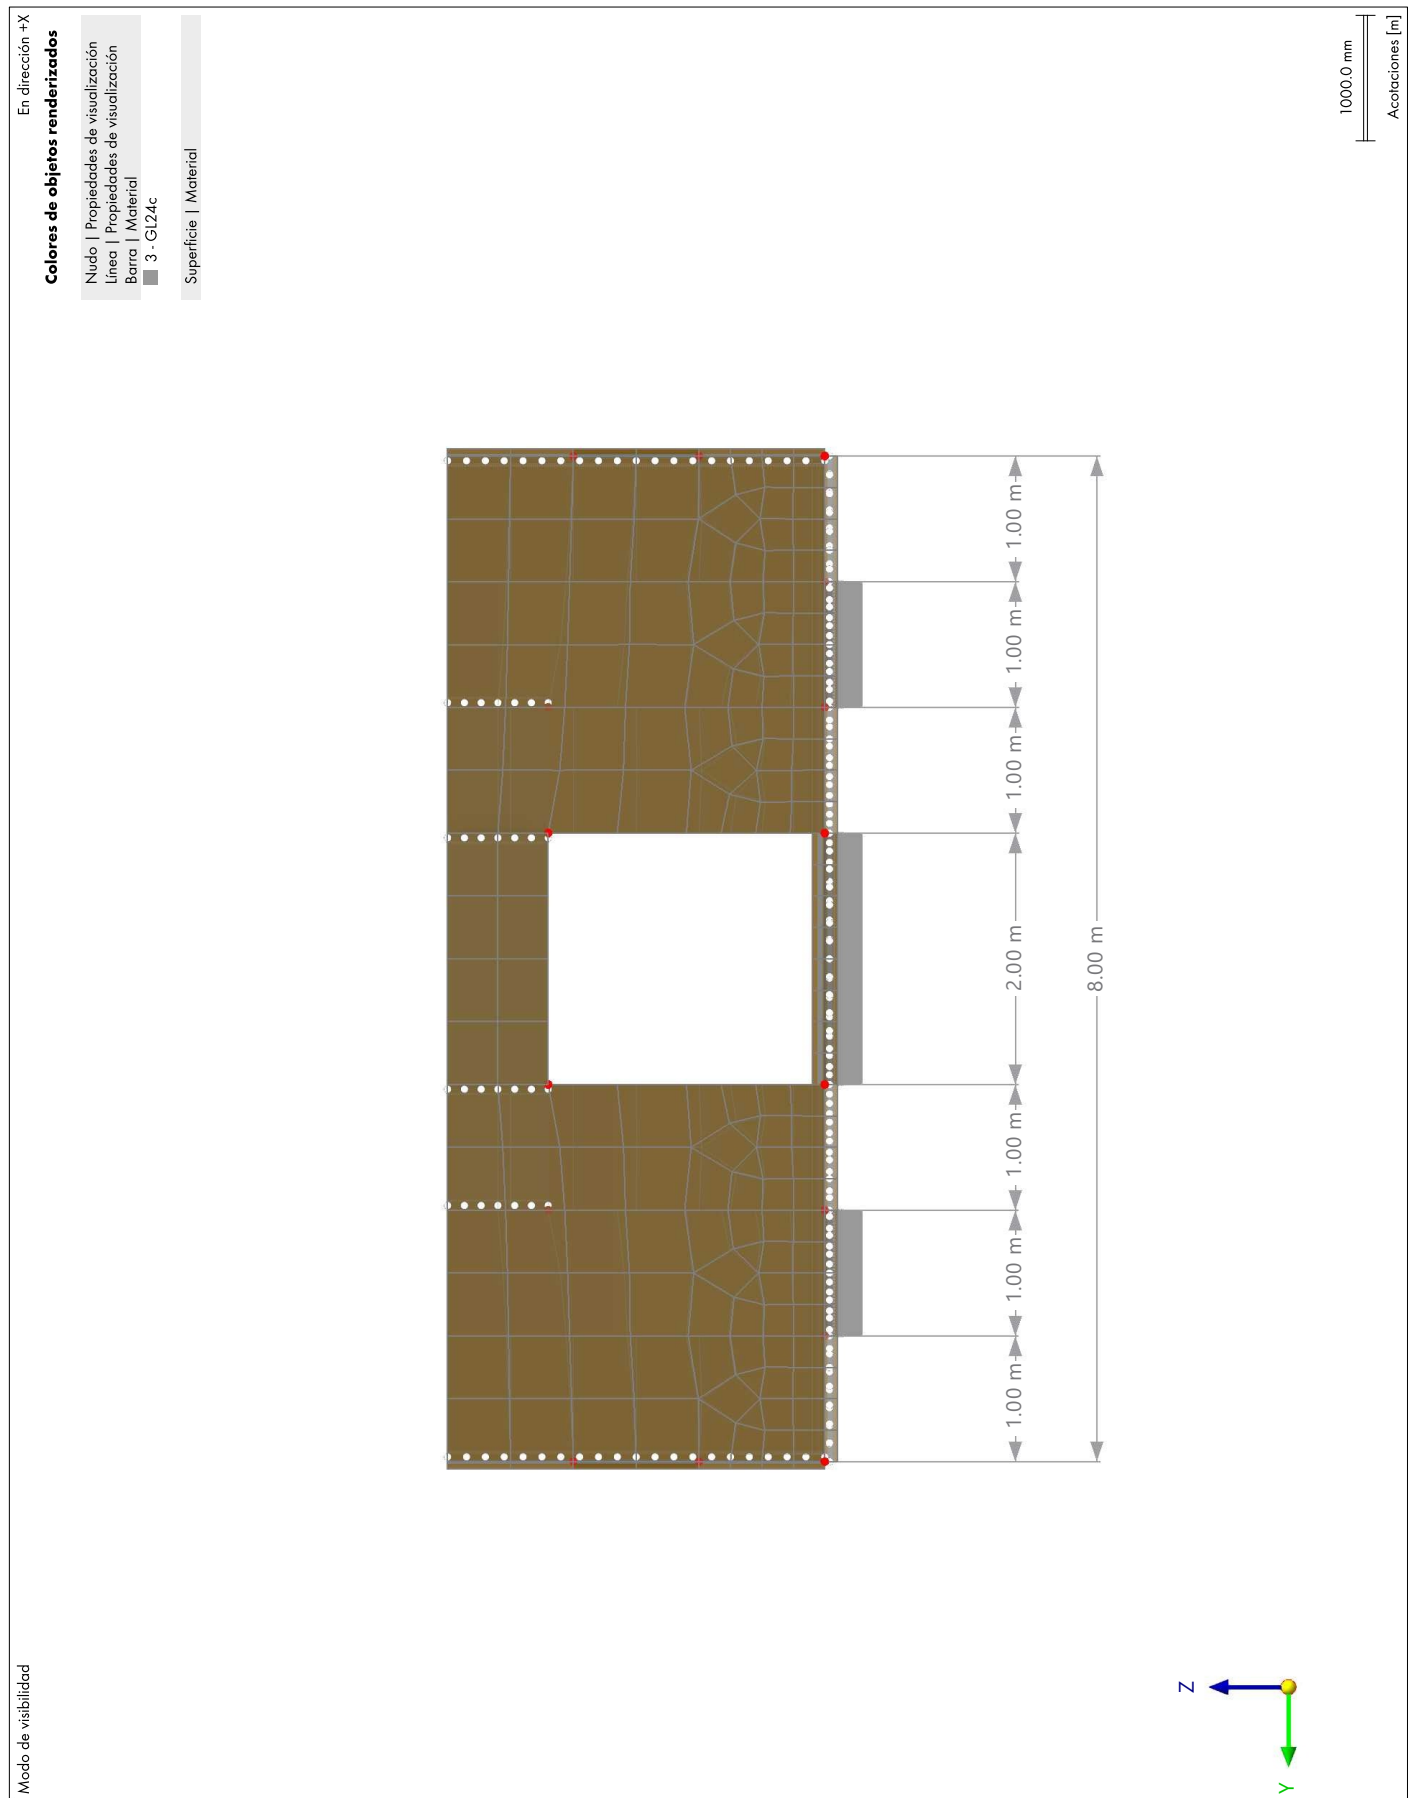 Modo de visibilidad
En dirección +X
Colores de objetos renderizados
Nudo | Propiedades de visualización
Línea | Propiedades de visualización
Barra | Material
3 - GL24c
Superficie | Material
1.00 m
1.00 m
1.00 m
2.00 m
1.00 m
1.00 m
1.00 m
8.00 m
Z
Y
1000.0 mm
Acotaciones [m]